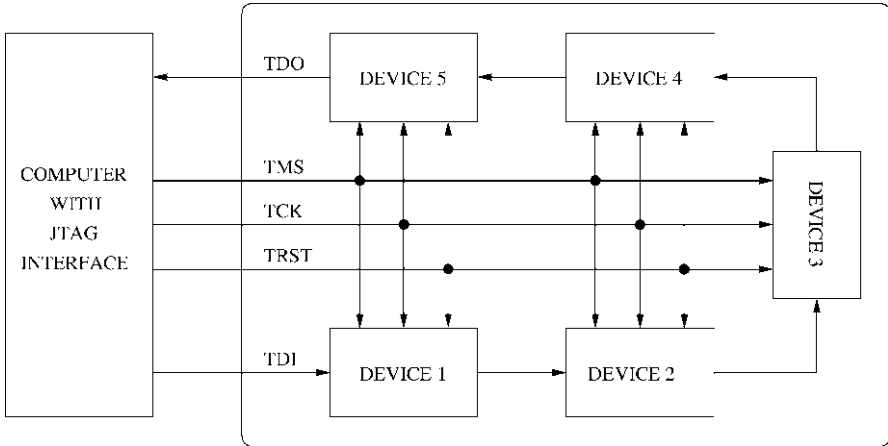 COMPUTER
WITH
JTAG
INTERFACE
TDO
TMS
TCK
TRST
TDI
DEVICE 5
DEVICE 4
DEVICE 3
DEVICE 1
DEVICE 2